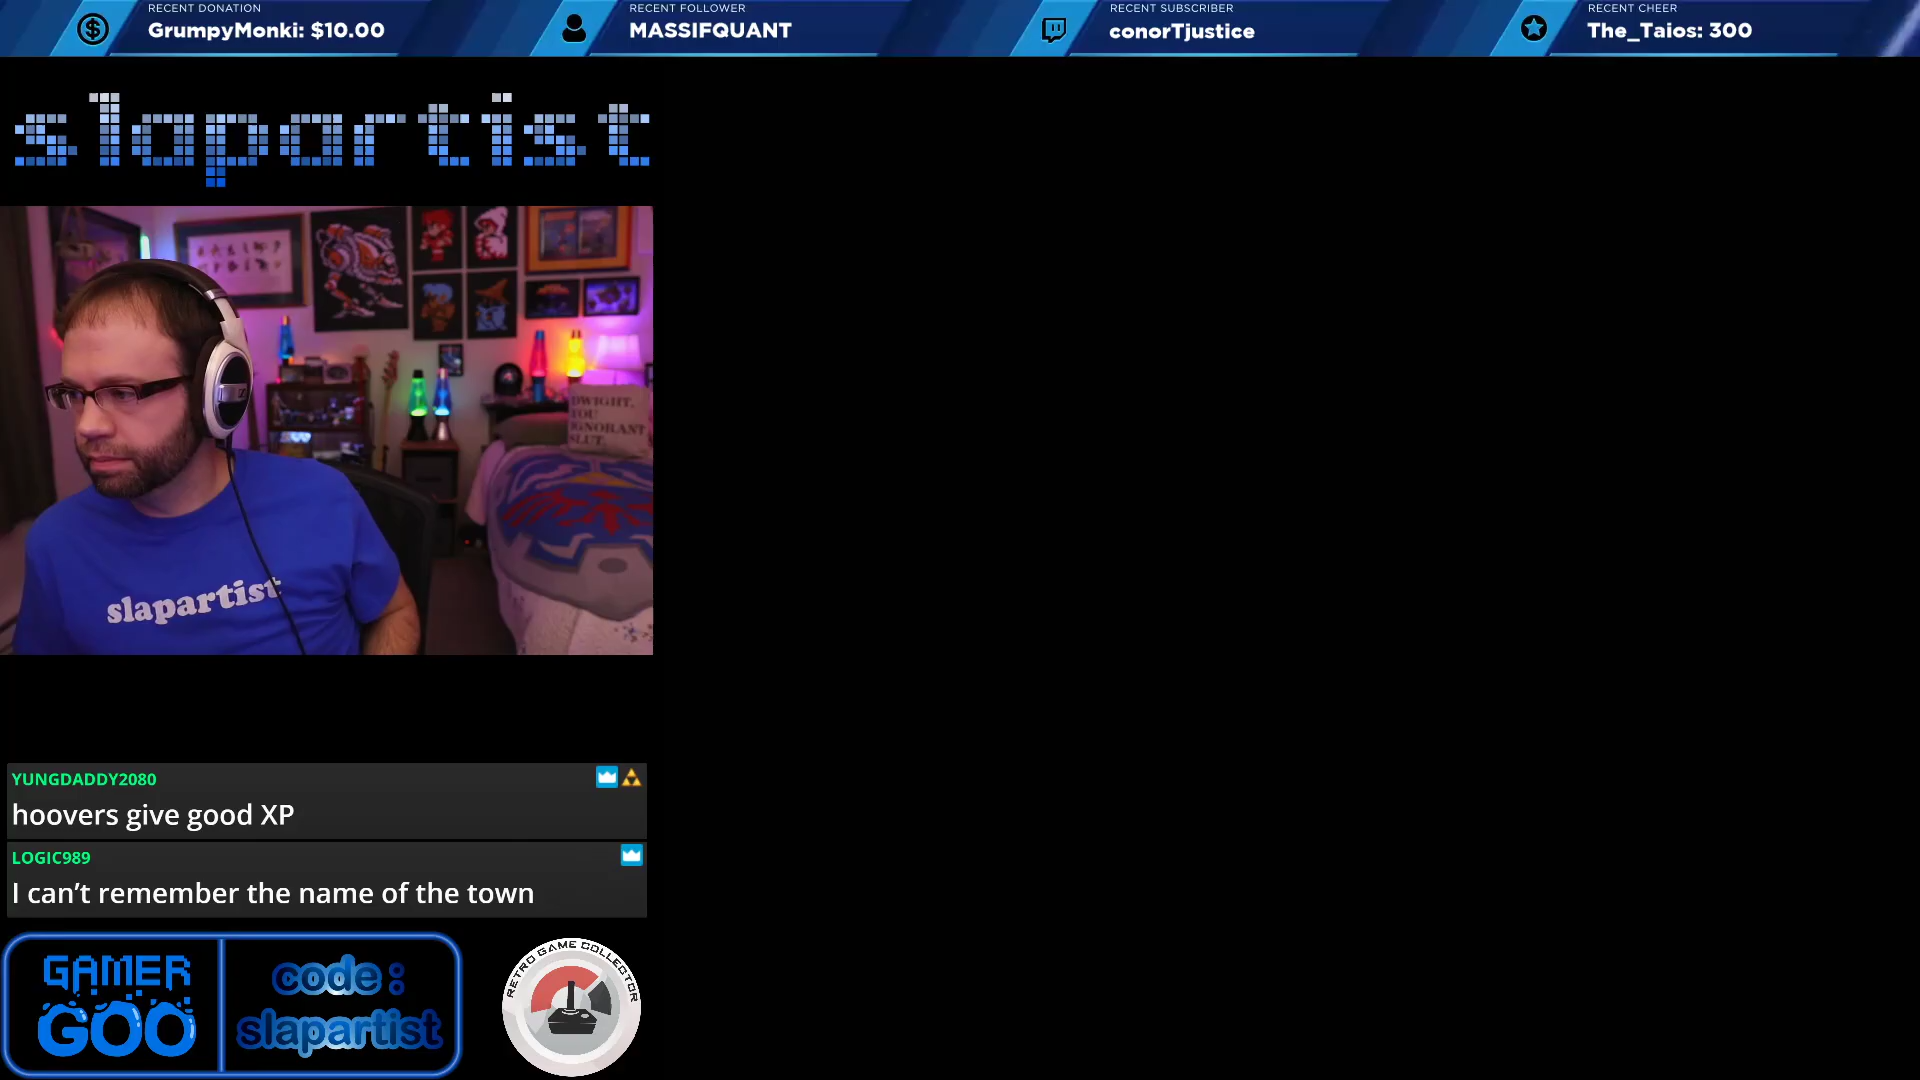 RECENT DONATION
GrumpyMonki: $10.00
RECENT FOLLOWER
MASSIFQUANT
RECENT SUBSCRIBER
conorTjustice
RECENT CHEER
The_Taios: 300
slapartist
DWIGHT,
YOU
IGNORANT
SLUT.
slapartist
YUNGDADDY2080
hoovers give good XP
LOGIC989
I can’t remember the name of the town
GAMER
GOO
code:
slapartist
RETRO GAME COLLECTOR